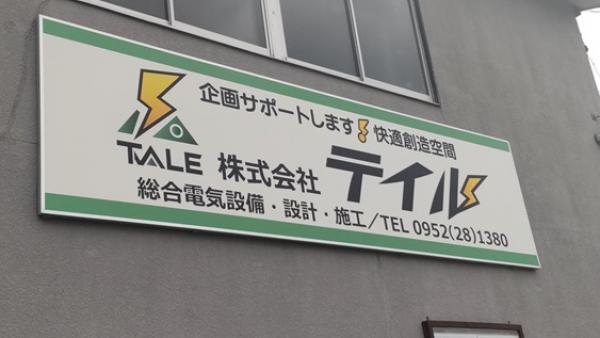 企画サポートします 快適創造空間
TALE 株式会社 テイル
総合電気設備・設計・施工/TEL 0952(28)1380